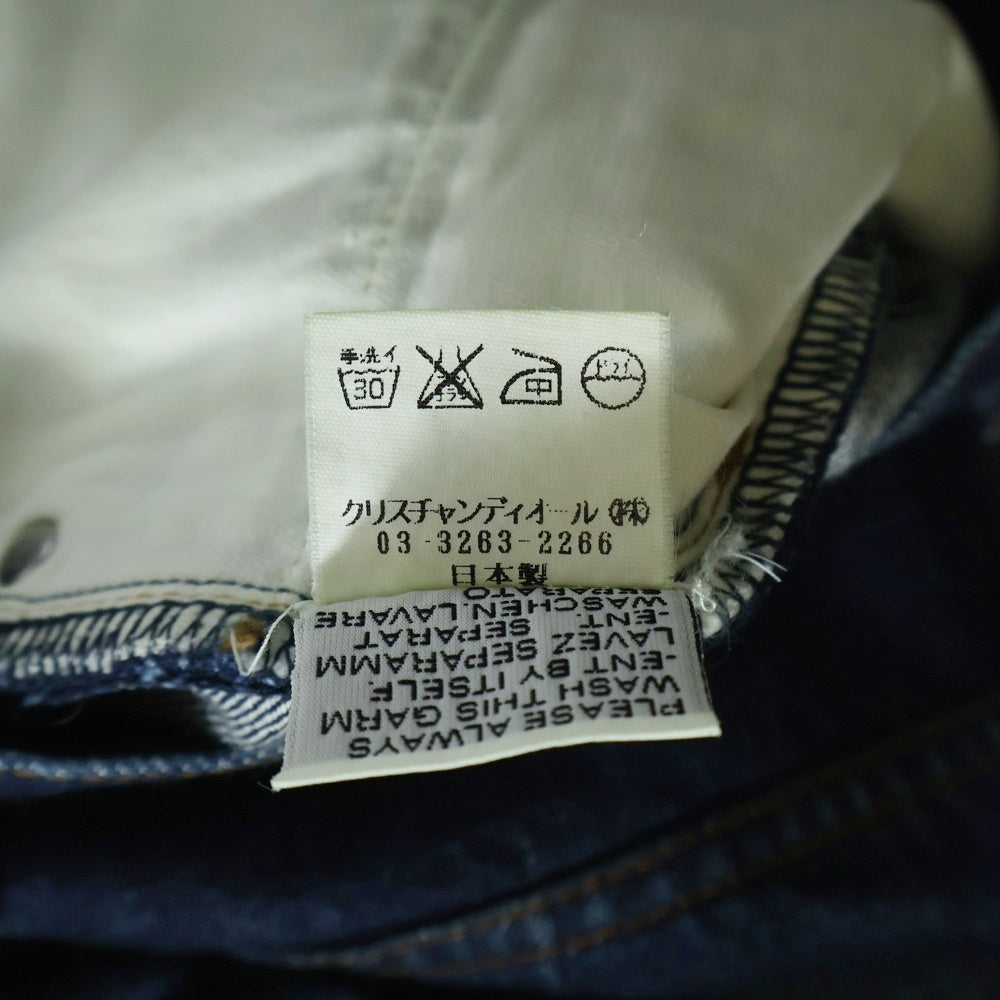 手洗イ
30
中
クリスチャンディオール(株)
03-3263-2266
日本製
PLEASE ALWAYS
WASH THIS GARM
-ENT BY ITSELF.
LAVEZ SEPARAMM
-ENT. SEPARAT
WASCHEN.LAVARE
SEPARATO